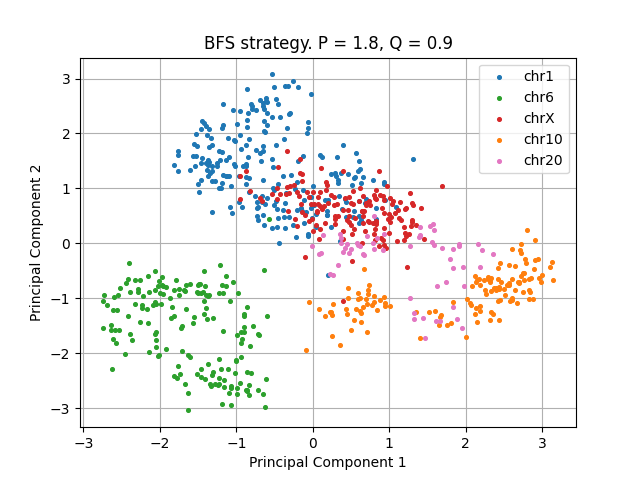 BFS strategy. P = 1.8, Q = 0.9
chr1
chr6
chrX
chr10
chr20
3
2
1
0
−1
−2
−3
Principal Component 2
−3
−2
−1
0
1
2
3
Principal Component 1